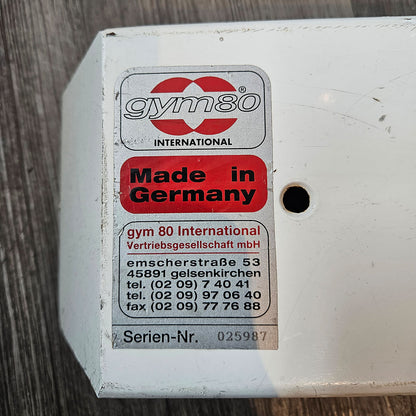 gym80®
INTERNATIONAL
Made in
Germany
gym 80 International
Vertriebsgesellschaft mbH
emscherstraße 53
45891 gelsenkirchen
tel. (02 09) 7 40 41
tel. (02 09) 97 06 40
fax (02 09) 77 76 88
Serien-Nr. 025987